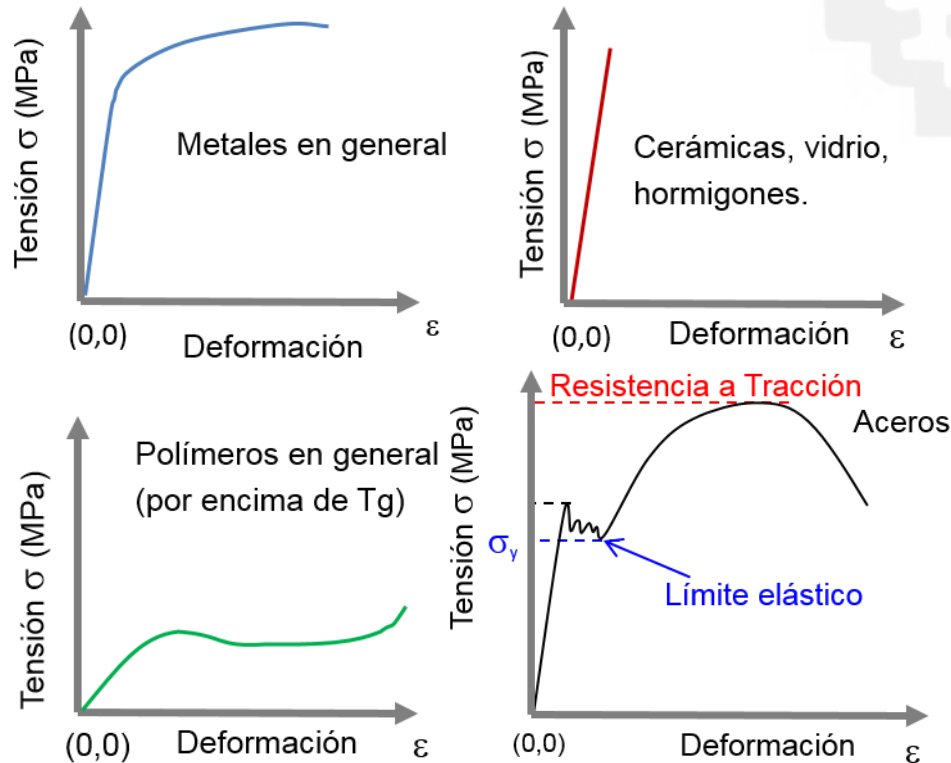 Tensión σ (MPa)
Metales en general
(0,0)
Deformación
ε
Tensión σ (MPa)
Cerámicas, vidrio,
hormigones.
(0,0)
Deformación
ε
Tensión σ (MPa)
Polímeros en general
(por encima de Tg)
(0,0)
Deformación
ε
Tensión σ (MPa)
Resistencia a Tracción
Aceros
σy
Límite elástico
(0,0)
Deformación
ε